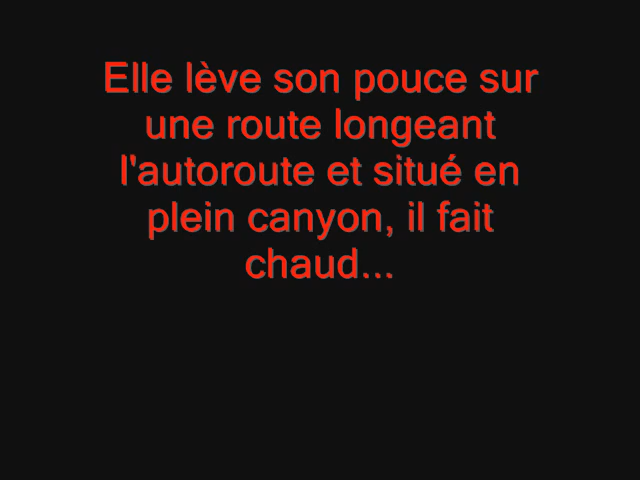 Elle lève son pouce sur
une route longeant
l'autoroute et situé en
plein canyon, il fait
chaud...